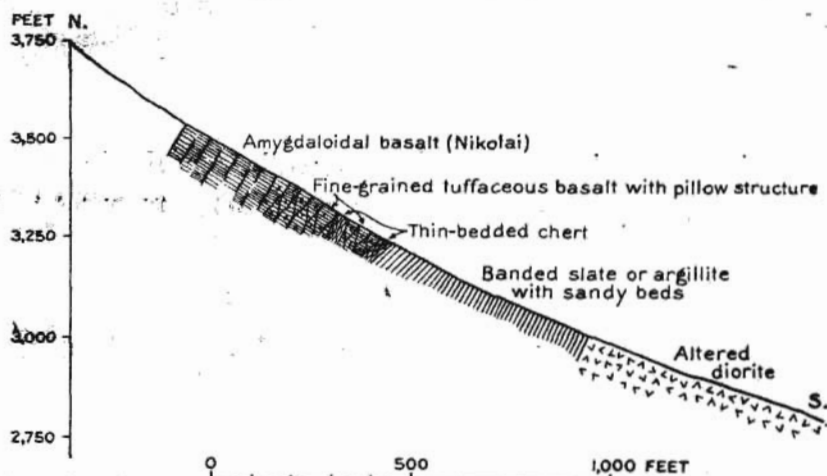 FEET N.
3,750
3,500
3,250
3,000
2,750
Amygdaloidal basalt (Nikolai)
Fine-grained tuffaceous basalt with pillow structure
Thin-bedded chert
Banded slate or argillite
with sandy beds
Altered
diorite
S.
0
500
1,000 FEET